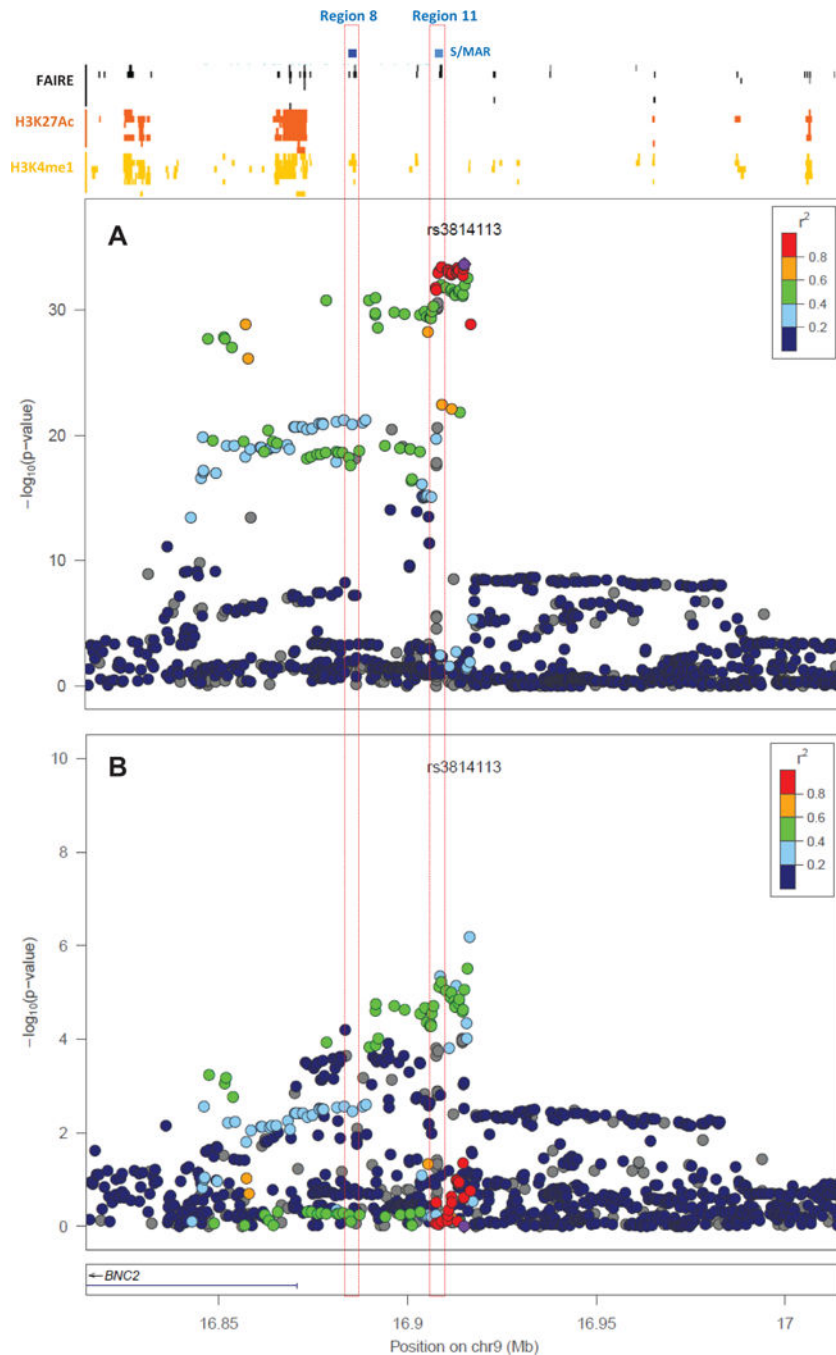 Region 8 Region 11
S/MAR
FAIRE
H3K27Ac
H3K4me1
A
rs3814113
r²
0.8
0.6
0.4
0.2
30
20
10
0
−log₁₀(p−value)
B
rs3814113
r²
0.8
0.6
0.4
0.2
10
8
6
4
2
0
−log₁₀(p−value)
←BNC2
16.85 16.9 16.95 17
Position on chr9 (Mb)